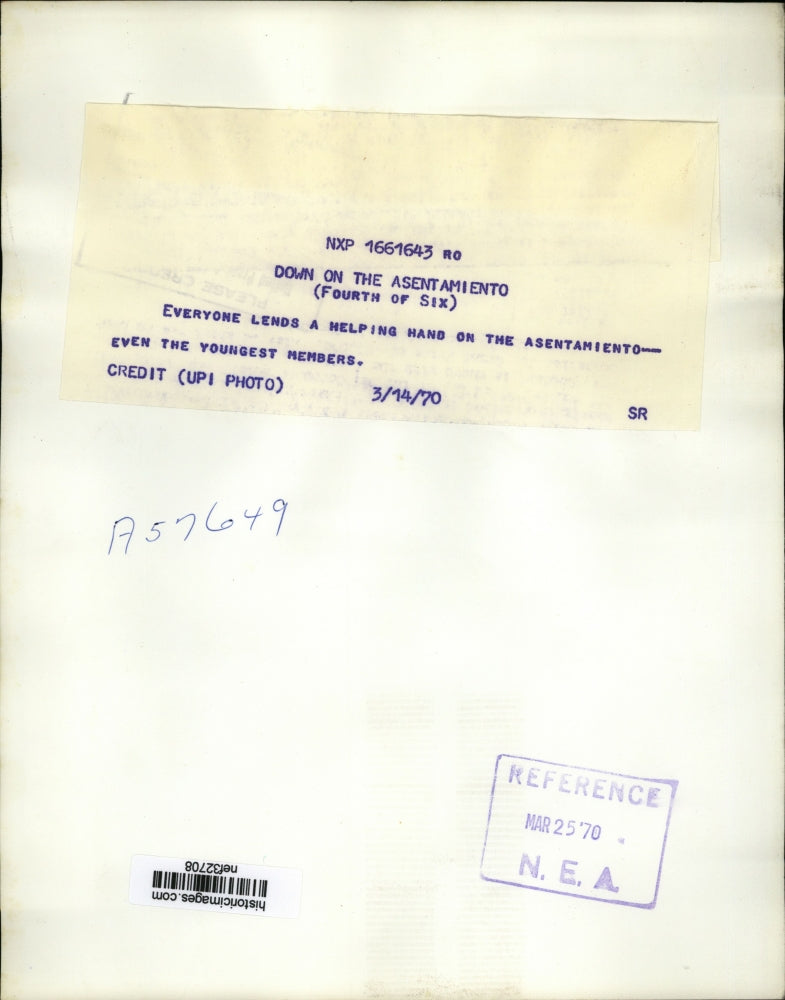 NXP 1661643 RO
DOWN ON THE ASENTAMIENTO
(FOURTH OF SIX)
EVERYONE LENDS A HELPING HAND ON THE ASENTAMIENTO--
EVEN THE YOUNGEST MEMBERS.
CREDIT (UPI PHOTO) 3/14/70 SR
A57649
REFERENCE
MAR 25 '70
N. E. A.
historicimages.com
nef32708